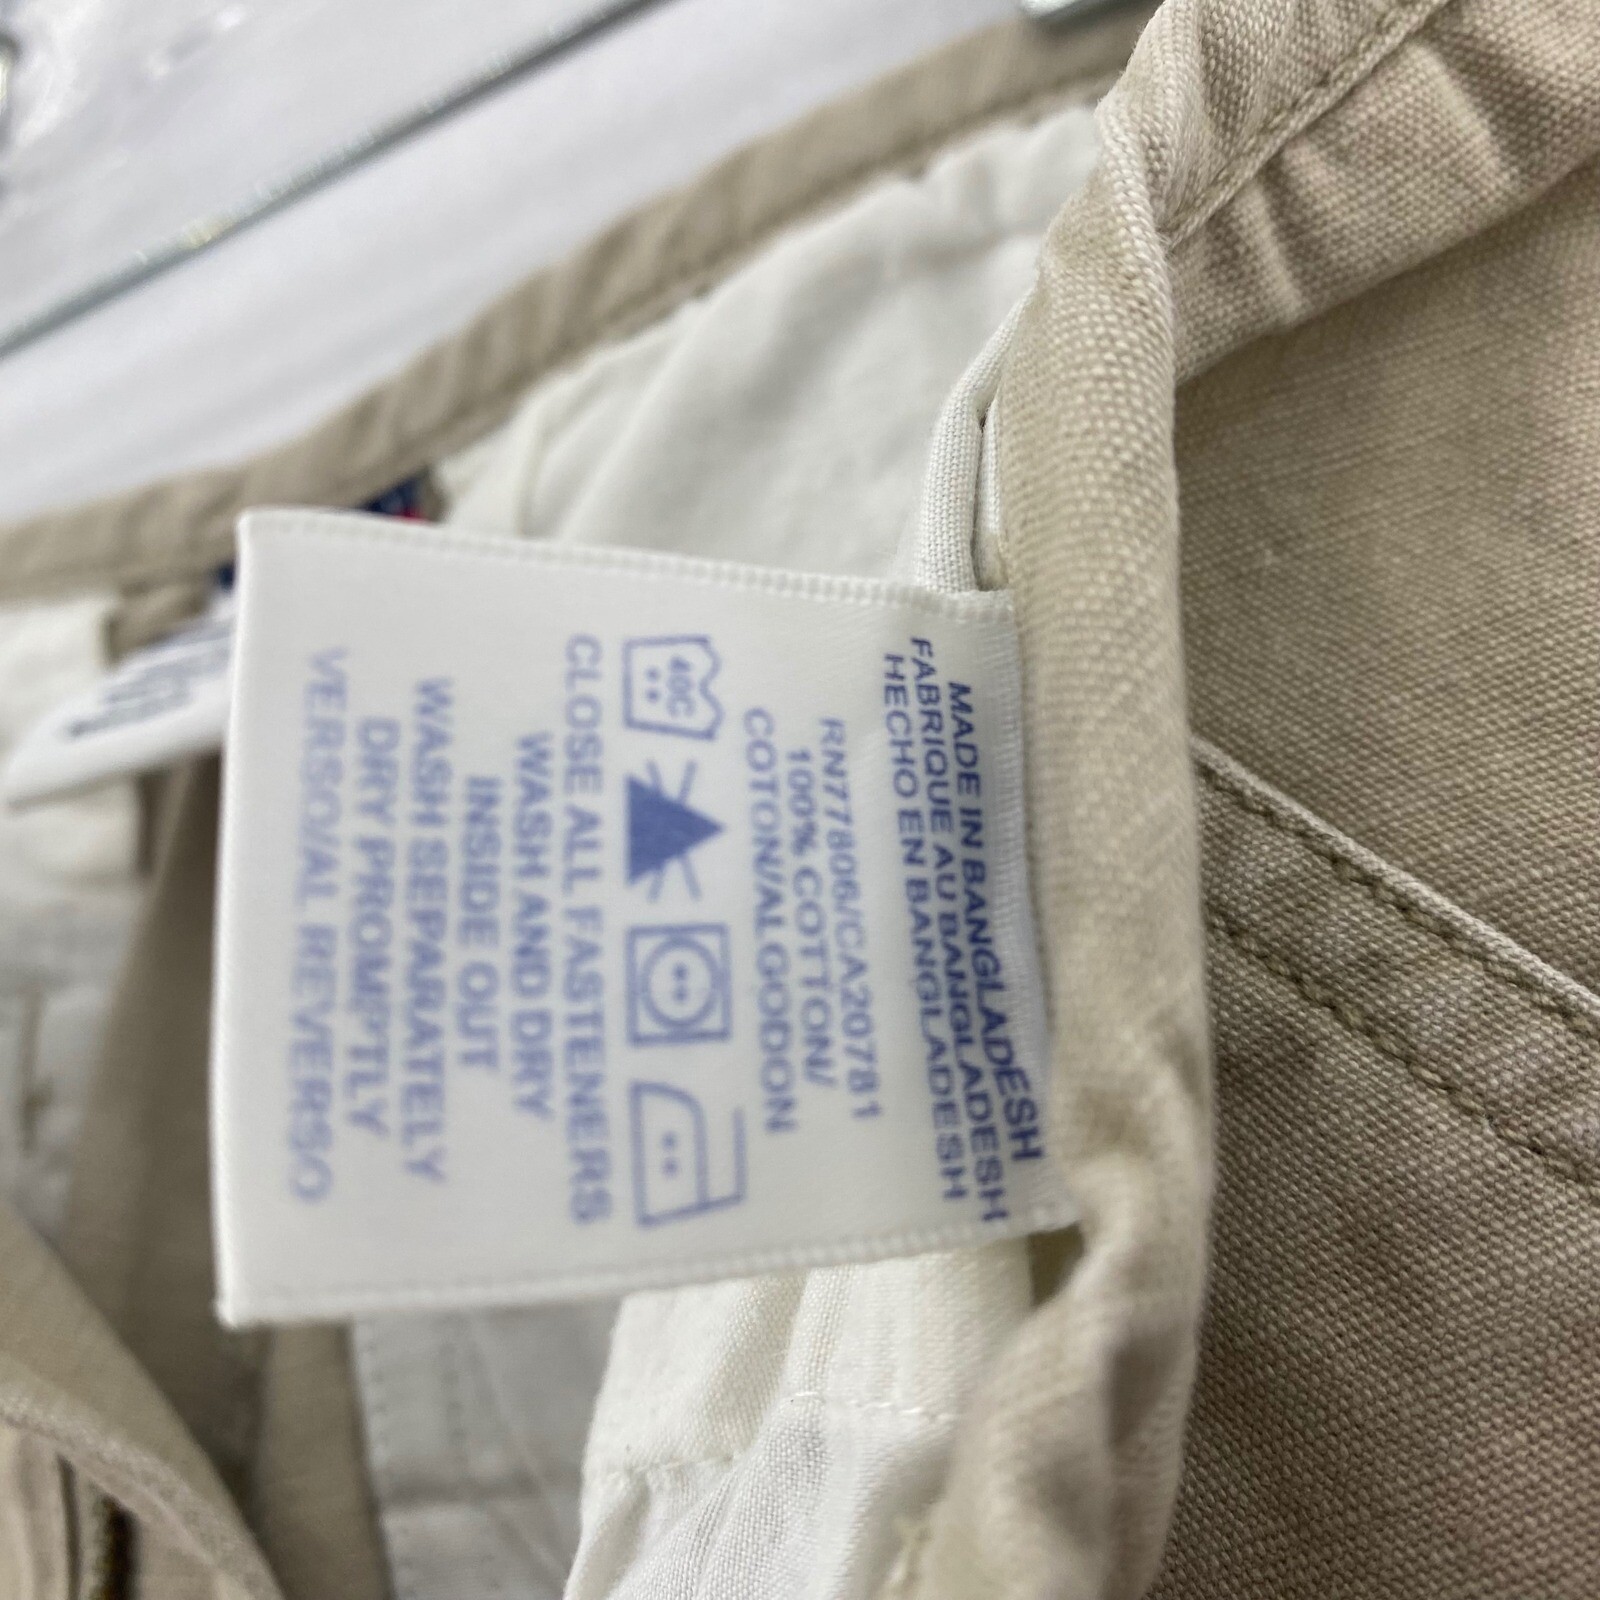 MADE IN BANGLADESH
FABRIQUE AU BANGLADESH
HECHO EN BANGLADESH
RN77806/CA20781
100% COTTON/
COTON/ALGODON
40C
CLOSE ALL FASTENERS
WASH AND DRY
INSIDE OUT
WASH SEPARATELY
DRY PROMPTLY
VERSO/AL REVERSO